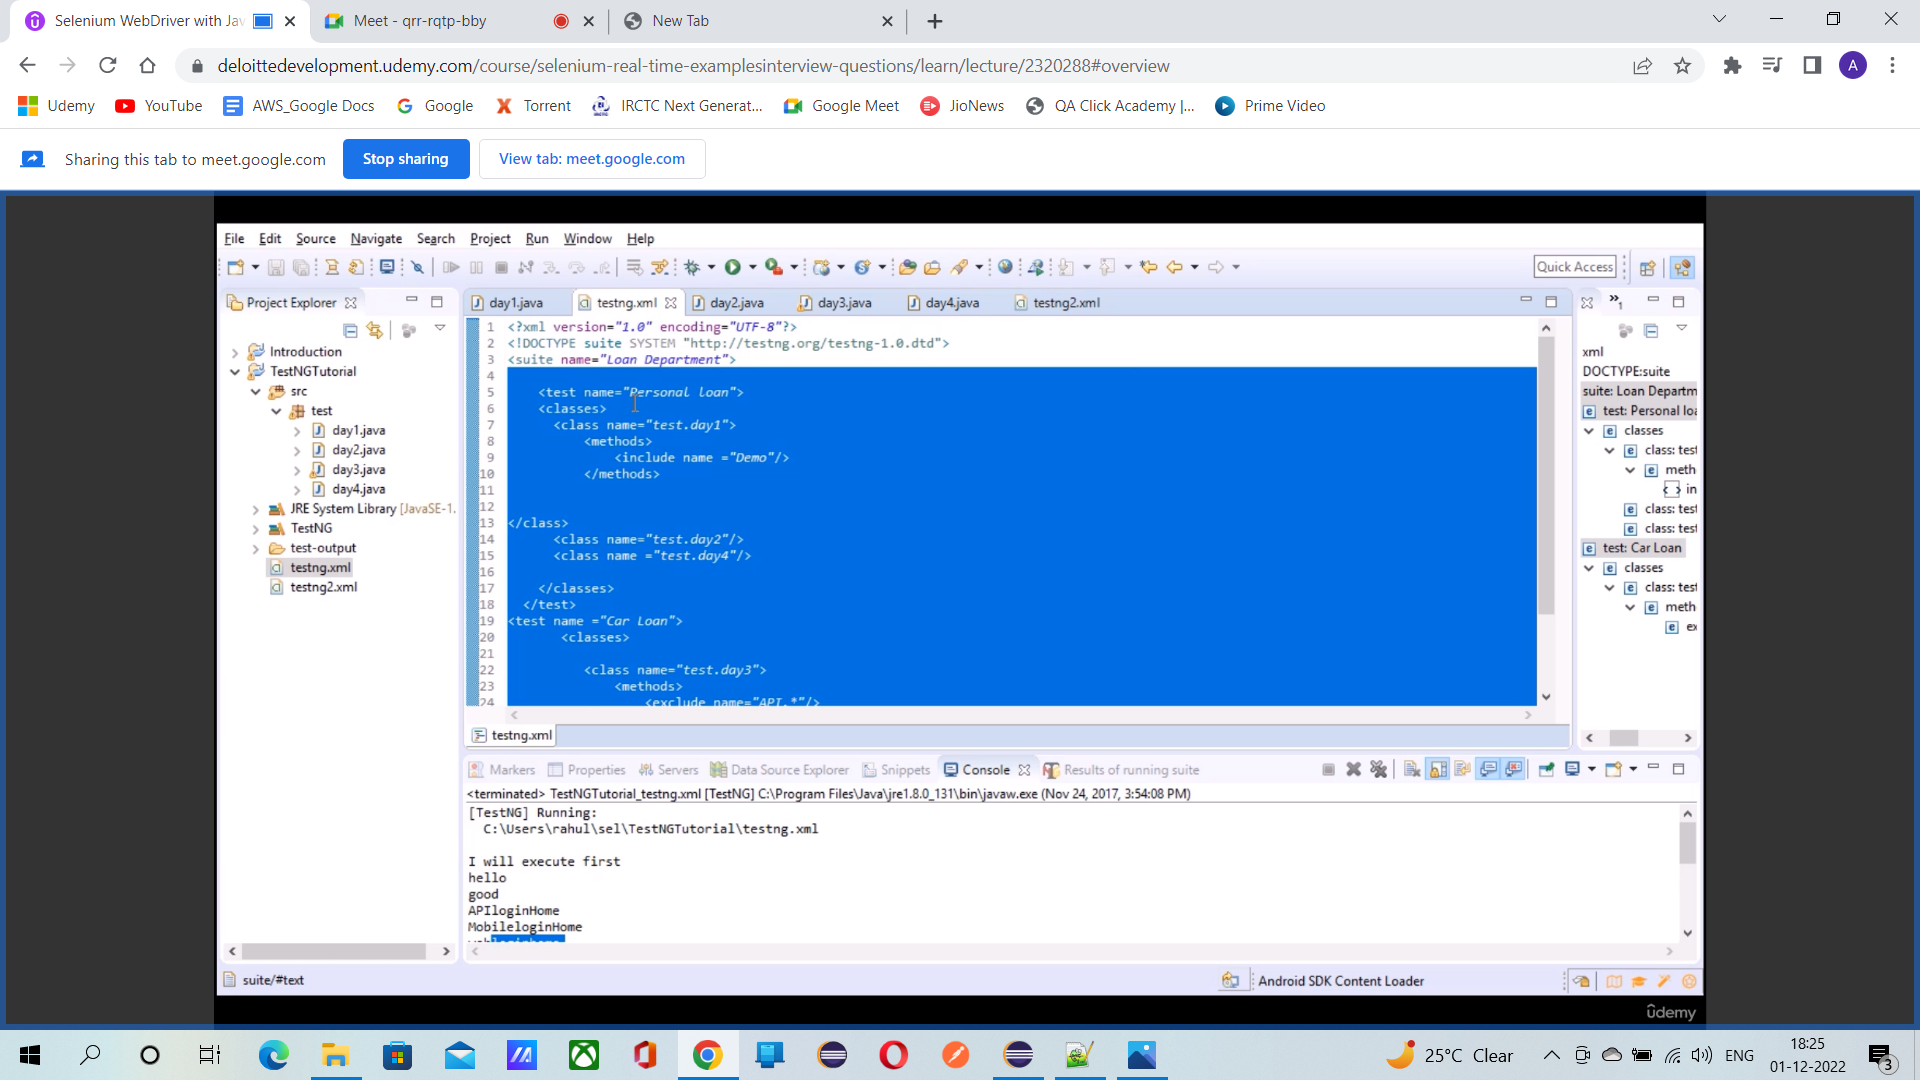 Selenium WebDriver with Jav
Meet - qrr-rqtp-bby
New Tab
deloittedevelopment.udemy.com/course/selenium-real-time-examplesinterview-questions/learn/lecture/2320288#overview
A
Udemy YouTube AWS_Google Docs Google Torrent IRCTC Next Generat... Google Meet JioNews QA Click Academy |... Prime Video
Sharing this tab to meet.google.com Stop sharing View tab: meet.google.com
File Edit Source Navigate Search Project Run Window Help
Quick Access
Project Explorer
day1.java testng.xml day2.java day3.java day4.java testng2.xml
Introduction
TestNGTutorial
src
test
day1.java
day2.java
day3.java
day4.java
JRE System Library [JavaSE-1.
TestNG
test-output
testng.xml
testng2.xml
1 <?xml version="1.0" encoding="UTF-8"?>
2 <!DOCTYPE suite SYSTEM "http://testng.org/testng-1.0.dtd">
3 <suite name="Loan Department">
4
5 <test name="Personal loan">
6 <classes>
7 <class name="test.day1">
8 <methods>
9 <include name ="Demo"/>
10 </methods>
11
12
13 </class>
14 <class name="test.day2"/>
15 <class name ="test.day4"/>
16
17 </classes>
18 </test>
19 <test name ="Car Loan">
20 <classes>
21
22 <class name="test.day3">
23 <methods>
24 <exclude name="API.*"/>
testng.xml
xml
DOCTYPE:suite
suite: Loan Departm
test: Personal loa
classes
class: test
meth
in
class: test
class: test
test: Car Loan
classes
class: test
meth
ex
Markers Properties Servers Data Source Explorer Snippets Console Results of running suite
<terminated> TestNGTutorial_testng.xml [TestNG] C:\Program Files\Java\jre1.8.0_131\bin\javaw.exe (Nov 24, 2017, 3:54:08 PM)
[TestNG] Running:
C:\Users\rahul\sel\TestNGTutorial\testng.xml
I will execute first
hello
good
APIloginHome
MobileloginHome
suite/#text
Android SDK Content Loader
ûdemy
25°C Clear
ENG
18:25
01-12-2022
3